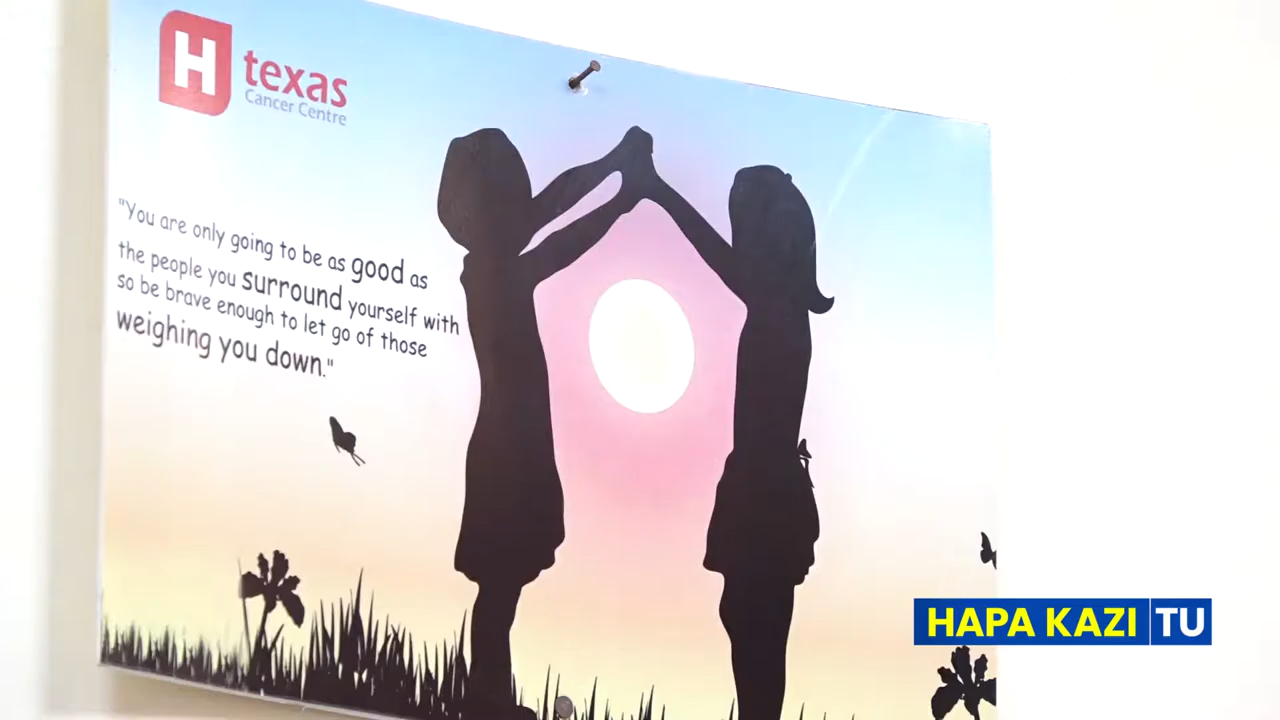 H texas
Cancer Centre
"You are only going to be as good as
the people you surround yourself with
so be brave enough to let go of those
weighing you down."
HAPA KAZI TU